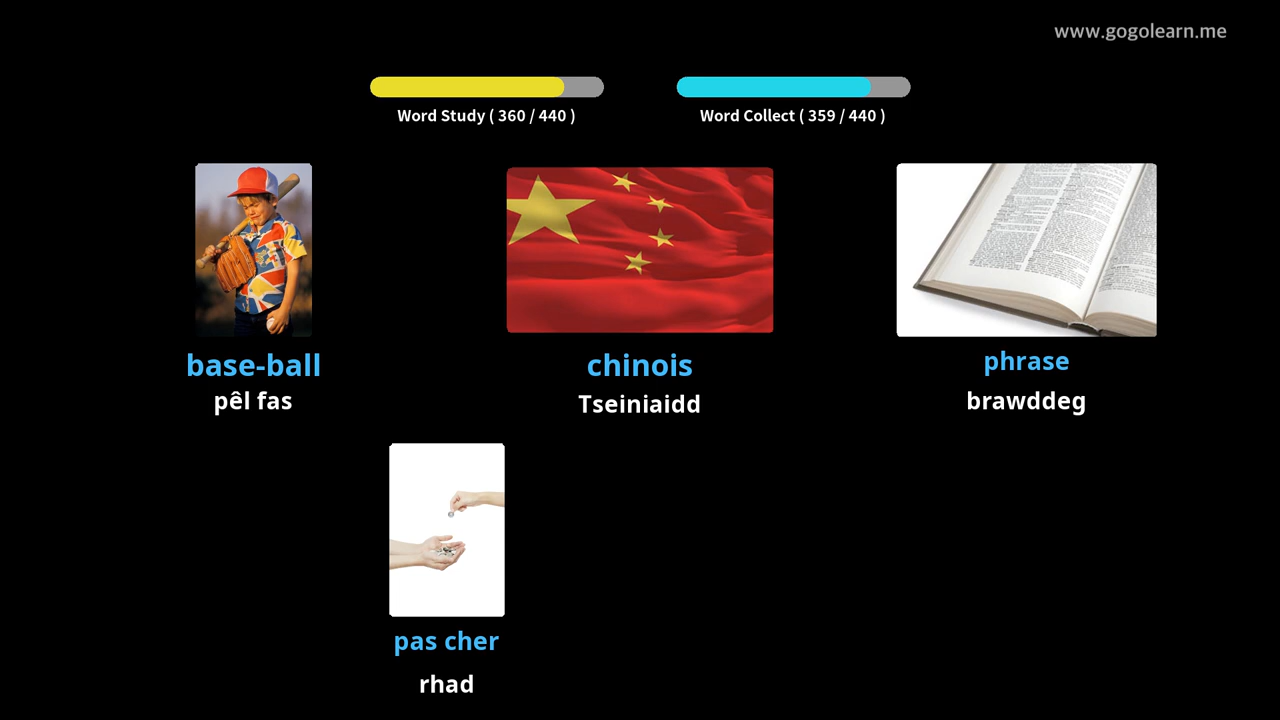 www.gogolearn.me
Word Study ( 360 / 440 )
Word Collect ( 359 / 440 )
base-ball
pêl fas
chinois
Tseiniaidd
phrase
brawddeg
pas cher
rhad